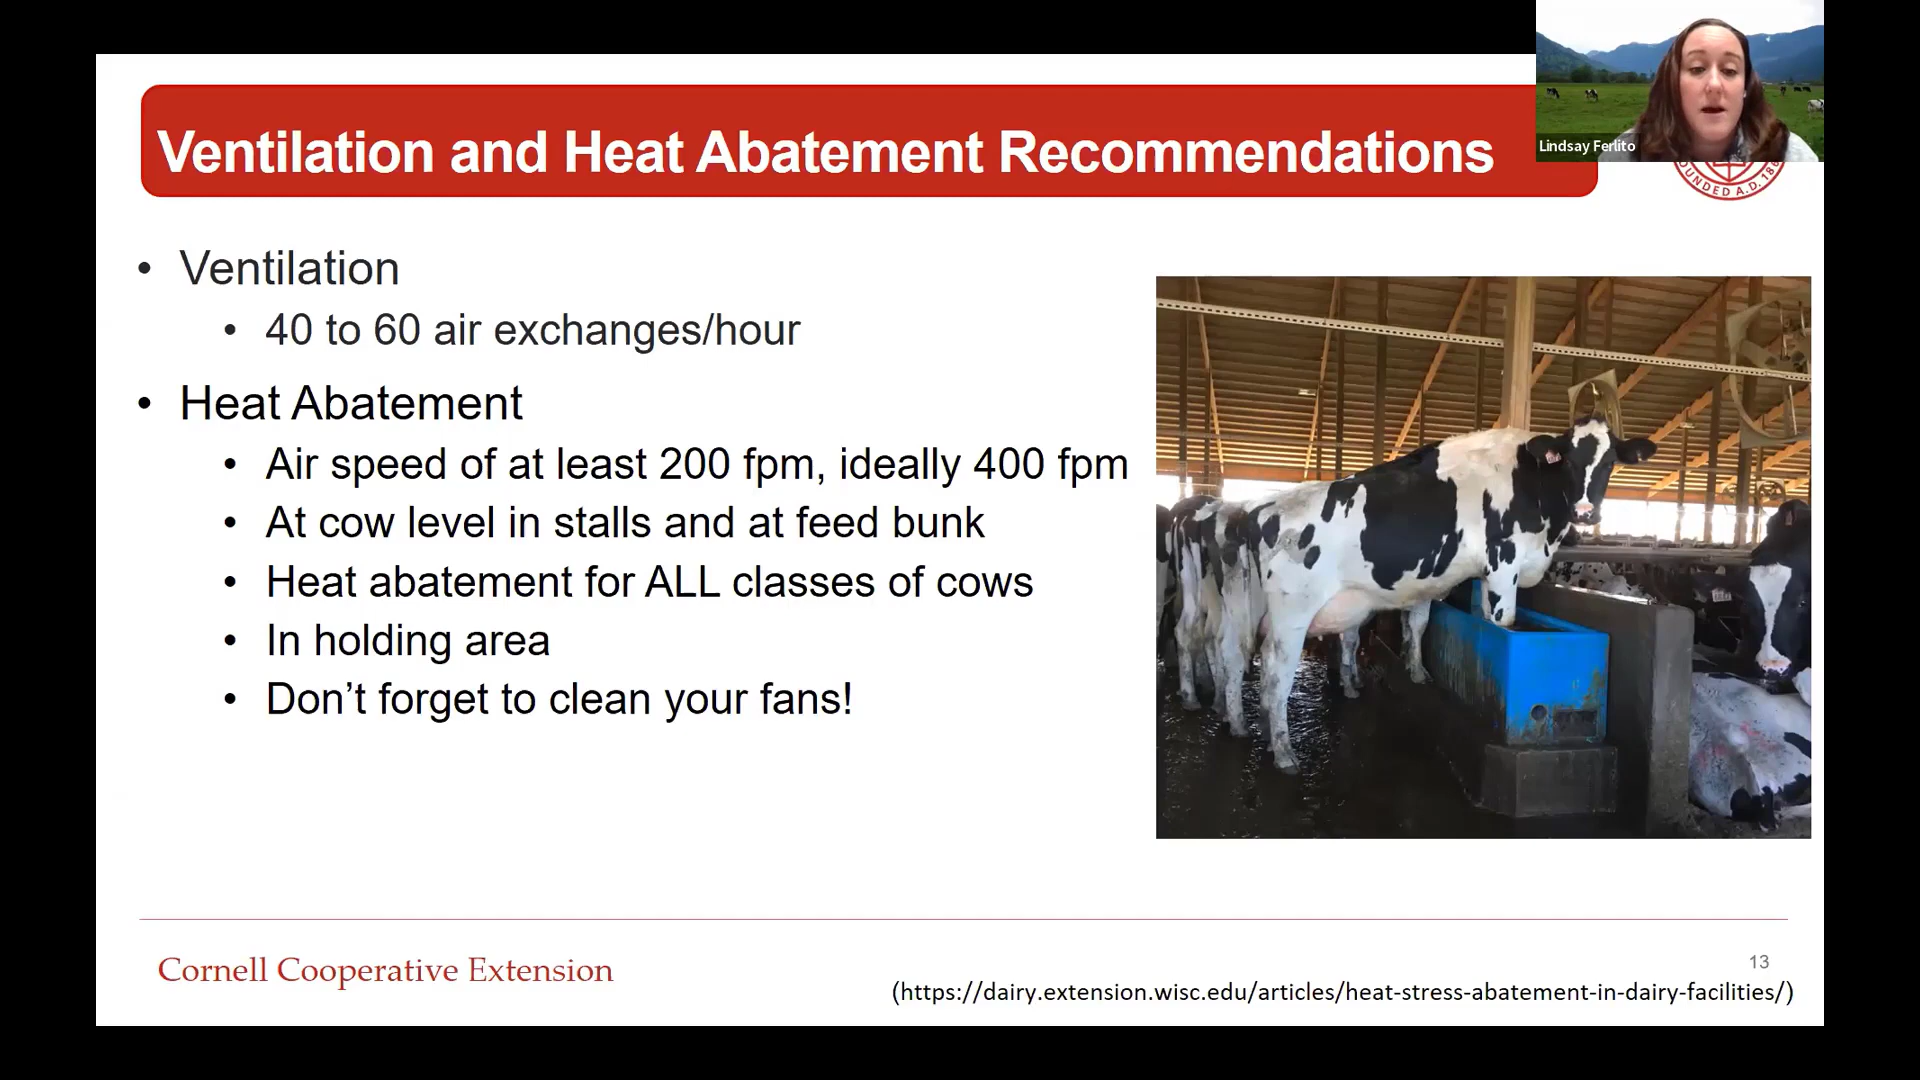 Ventilation and Heat Abatement Recommendations
Lindsay Ferlito
OUNDED A.D. 18
• Ventilation
• 40 to 60 air exchanges/hour
• Heat Abatement
• Air speed of at least 200 fpm, ideally 400 fpm
• At cow level in stalls and at feed bunk
• Heat abatement for ALL classes of cows
• In holding area
• Don’t forget to clean your fans!
Cornell Cooperative Extension
13
(https://dairy.extension.wisc.edu/articles/heat-stress-abatement-in-dairy-facilities/)